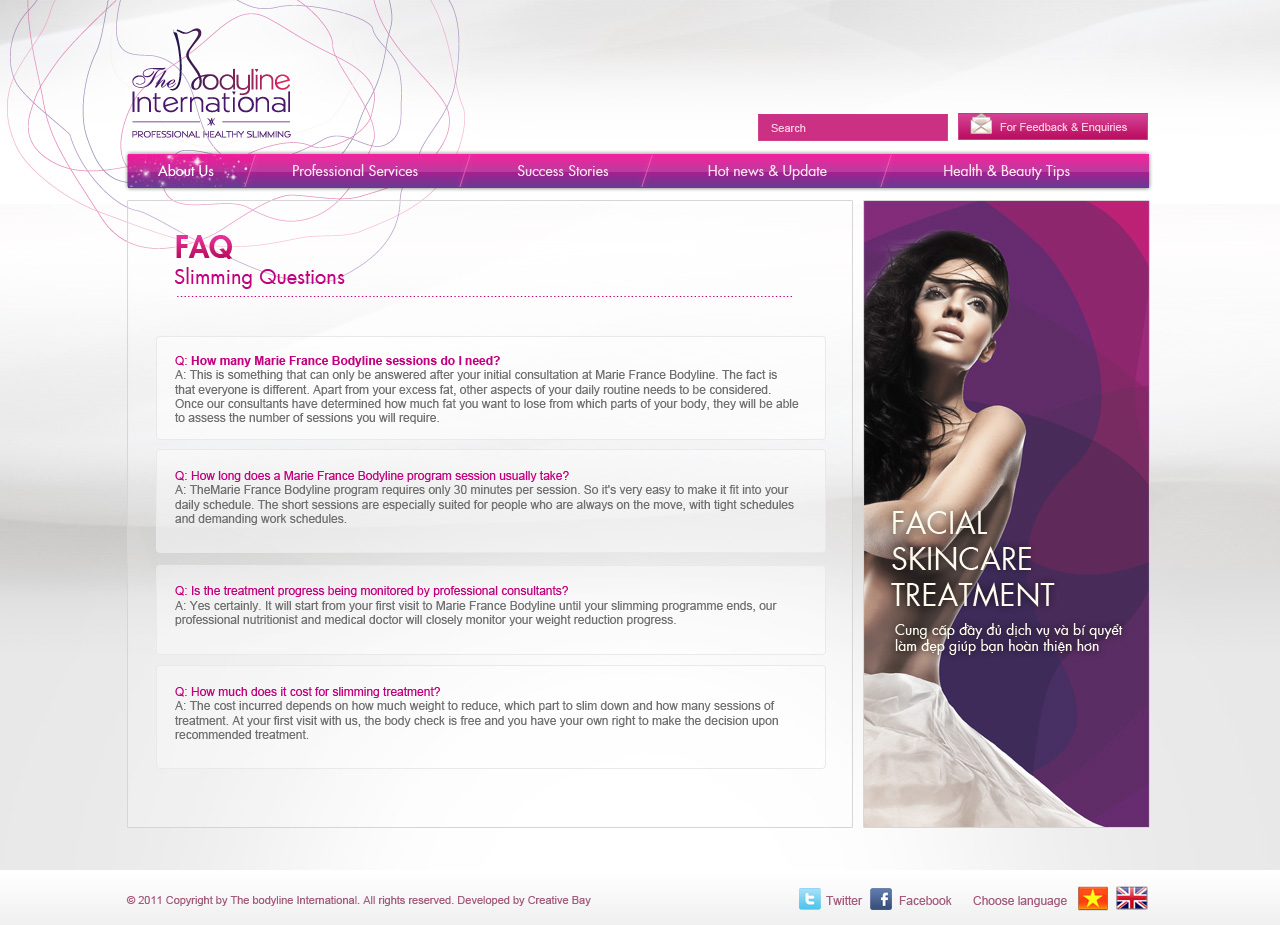 The Bodyline
International
PROFESSIONAL HEALTHY SLIMMING
Search
For Feedback & Enquiries
About Us
Professional Services
Success Stories
Hot news & Update
Health & Beauty Tips
FAQ
Slimming Questions
Q: How many Marie France Bodyline sessions do I need?
A: This is something that can only be answered after your initial consultation at Marie France Bodyline. The fact is
that everyone is different. Apart from your excess fat, other aspects of your daily routine needs to be considered.
Once our consultants have determined how much fat you want to lose from which parts of your body, they will be able
to assess the number of sessions you will require.
Q: How long does a Marie France Bodyline program session usually take?
A: TheMarie France Bodyline program requires only 30 minutes per session. So it's very easy to make it fit into your
daily schedule. The short sessions are especially suited for people who are always on the move, with tight schedules
and demanding work schedules.
Q: Is the treatment progress being monitored by professional consultants?
A: Yes certainly. It will start from your first visit to Marie France Bodyline until your slimming programme ends, our
professional nutritionist and medical doctor will closely monitor your weight reduction progress.
Q: How much does it cost for slimming treatment?
A: The cost incurred depends on how much weight to reduce, which part to slim down and how many sessions of
treatment. At your first visit with us, the body check is free and you have your own right to make the decision upon
recommended treatment.
FACIAL
SKINCARE
TREATMENT
Cung cấp đầy đủ dịch vụ và bí quyết
làm đẹp giúp bạn hoàn thiện hơn
© 2011 Copyright by The bodyline International. All rights reserved. Developed by Creative Bay
Twitter
Facebook
Choose language